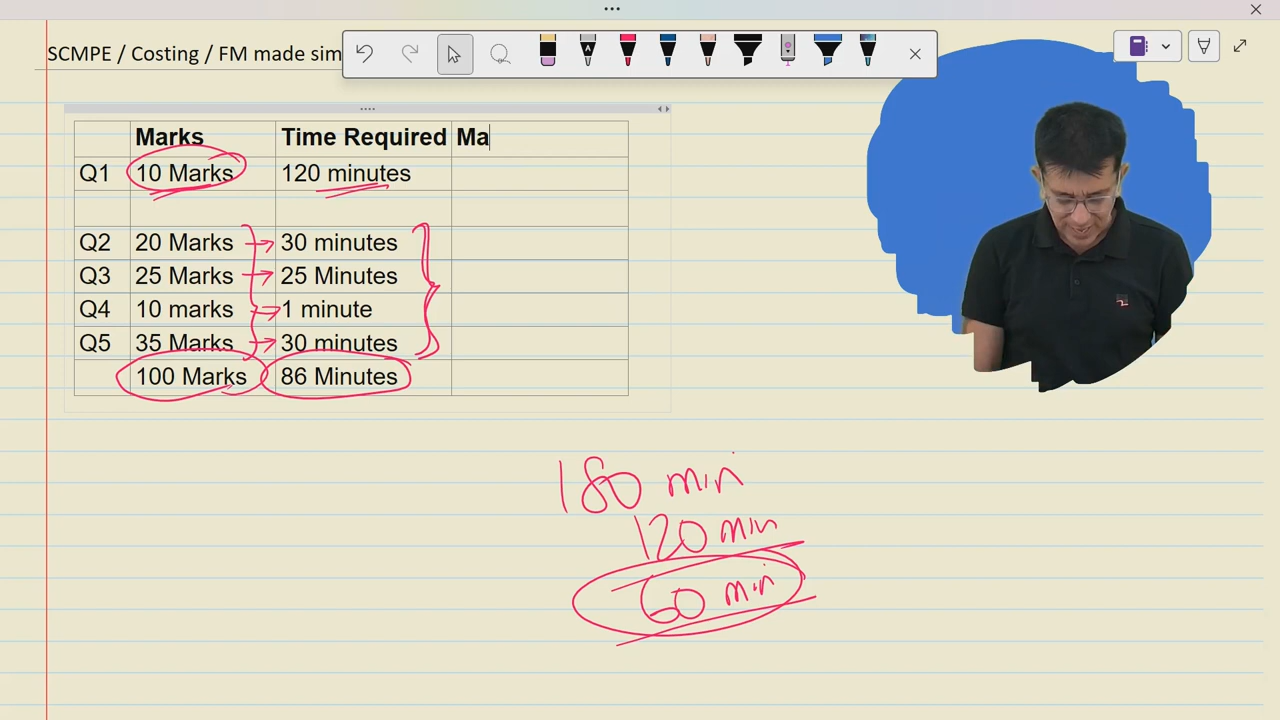 SCMPE / Costing / FM made sim
Marks Time Required Ma
Q1 10 Marks 120 minutes
Q2 20 Marks 30 minutes
Q3 25 Marks 25 Minutes
Q4 10 marks 1 minute
Q5 35 Marks 30 minutes
100 Marks 86 Minutes
180 min
120 min
60 min